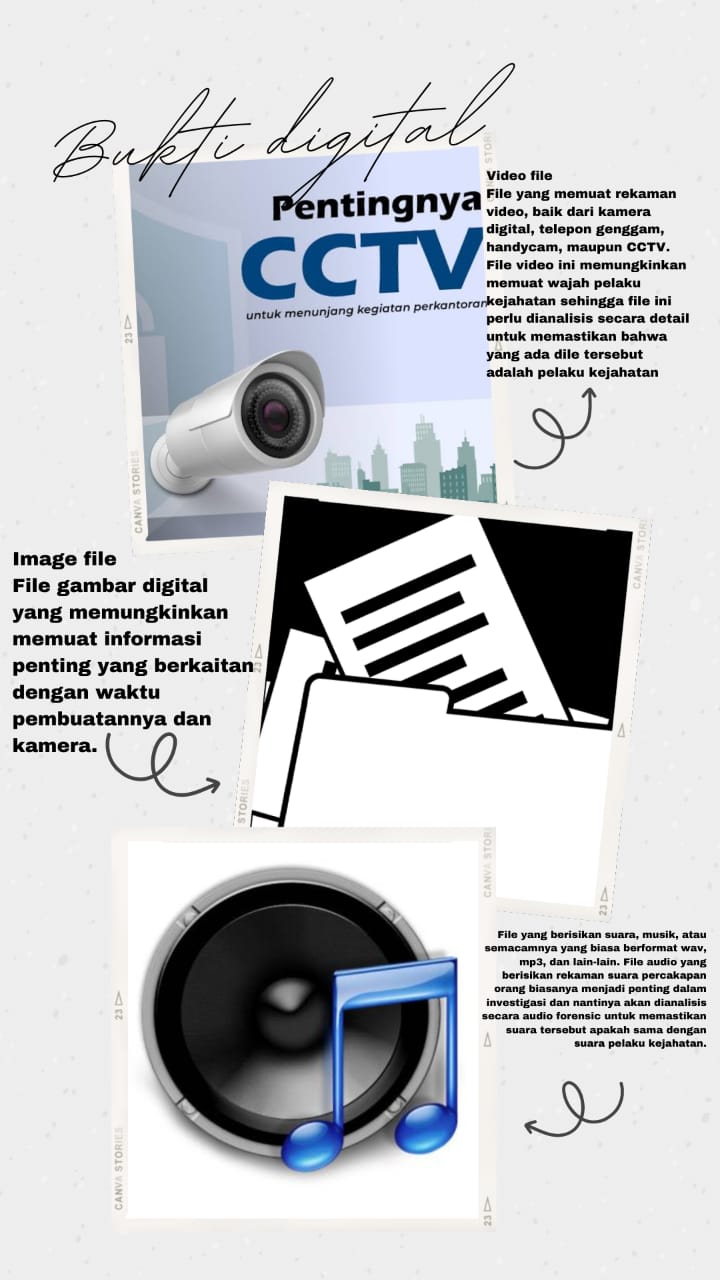 Bukti digital
Pentingnya
CCTV
untuk menunjang kegiatan perkantoran
Video file
File yang memuat rekaman
video, baik dari kamera
digital, telepon genggam,
handycam, maupun CCTV.
File video ini memungkinkan
memuat wajah pelaku
kejahatan sehingga file ini
perlu dianalisis secara detail
untuk memastikan bahwa
yang ada dile tersebut
adalah pelaku kejahatan
23
CANVA STORIES
CANVA STORIES
Image file
File gambar digital
yang memungkinkan
memuat informasi
penting yang berkaitan
dengan waktu
pembuatannya dan
kamera.
23
STORIES
23
CANVA STORIES
File yang berisikan suara, musik, atau
semacamnya yang biasa berformat wav,
mp3, dan lain-lain. File audio yang
berisikan rekaman suara percakapan
orang biasanya menjadi penting dalam
investigasi dan nantinya akan dianalisis
secara audio forensic untuk memastikan
suara tersebut apakah sama dengan
suara pelaku kejahatan.
23
CANVA STORIES
23